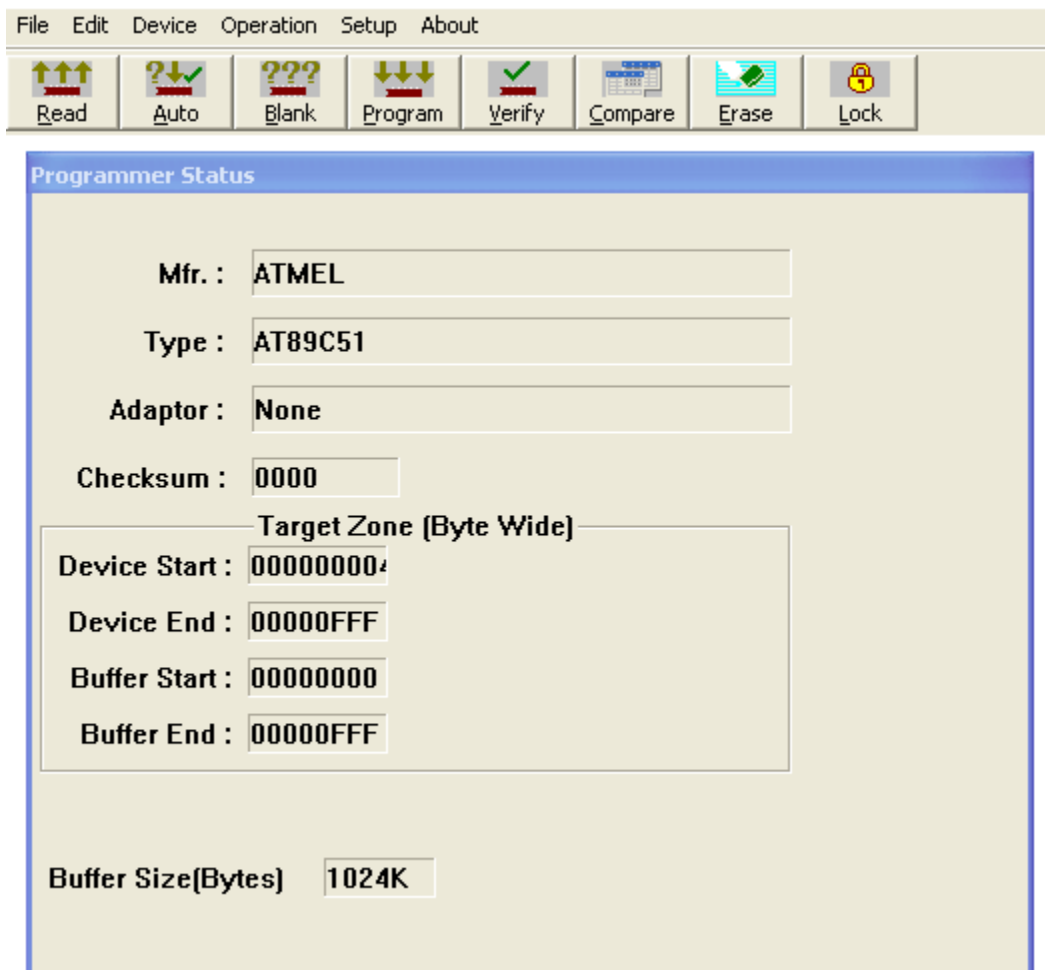 File Edit Device Operation Setup About
??? ???
Read Auto Blank Program Verify Compare Erase Lock
Programmer Status
Mfr. : ATMEL
Type : AT89C51
Adaptor : None
Checksum : 0000
Target Zone (Byte Wide)
Device Start : 000000004
Device End : 00000FFF
Buffer Start : 00000000
Buffer End : 00000FFF
Buffer Size(Bytes) 1024K